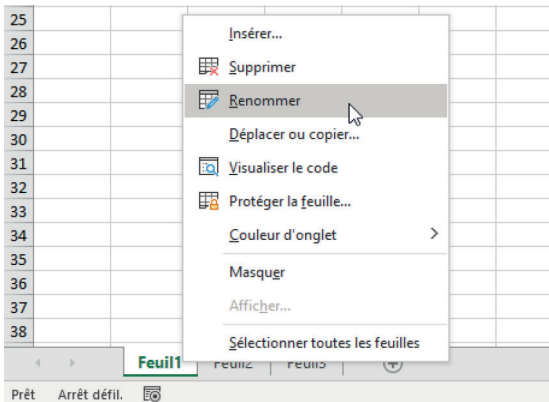 25
26
27
28
29
30
31
32
33
34
35
36
37
38
Insérer...
Supprimer
Renommer
Déplacer ou copier...
Visualiser le code
Protéger la feuille...
Couleur d'onglet
Masquer
Afficher...
Sélectionner toutes les feuilles
Feuil1 Feuil2 Feuil3
Prêt Arrêt défil.